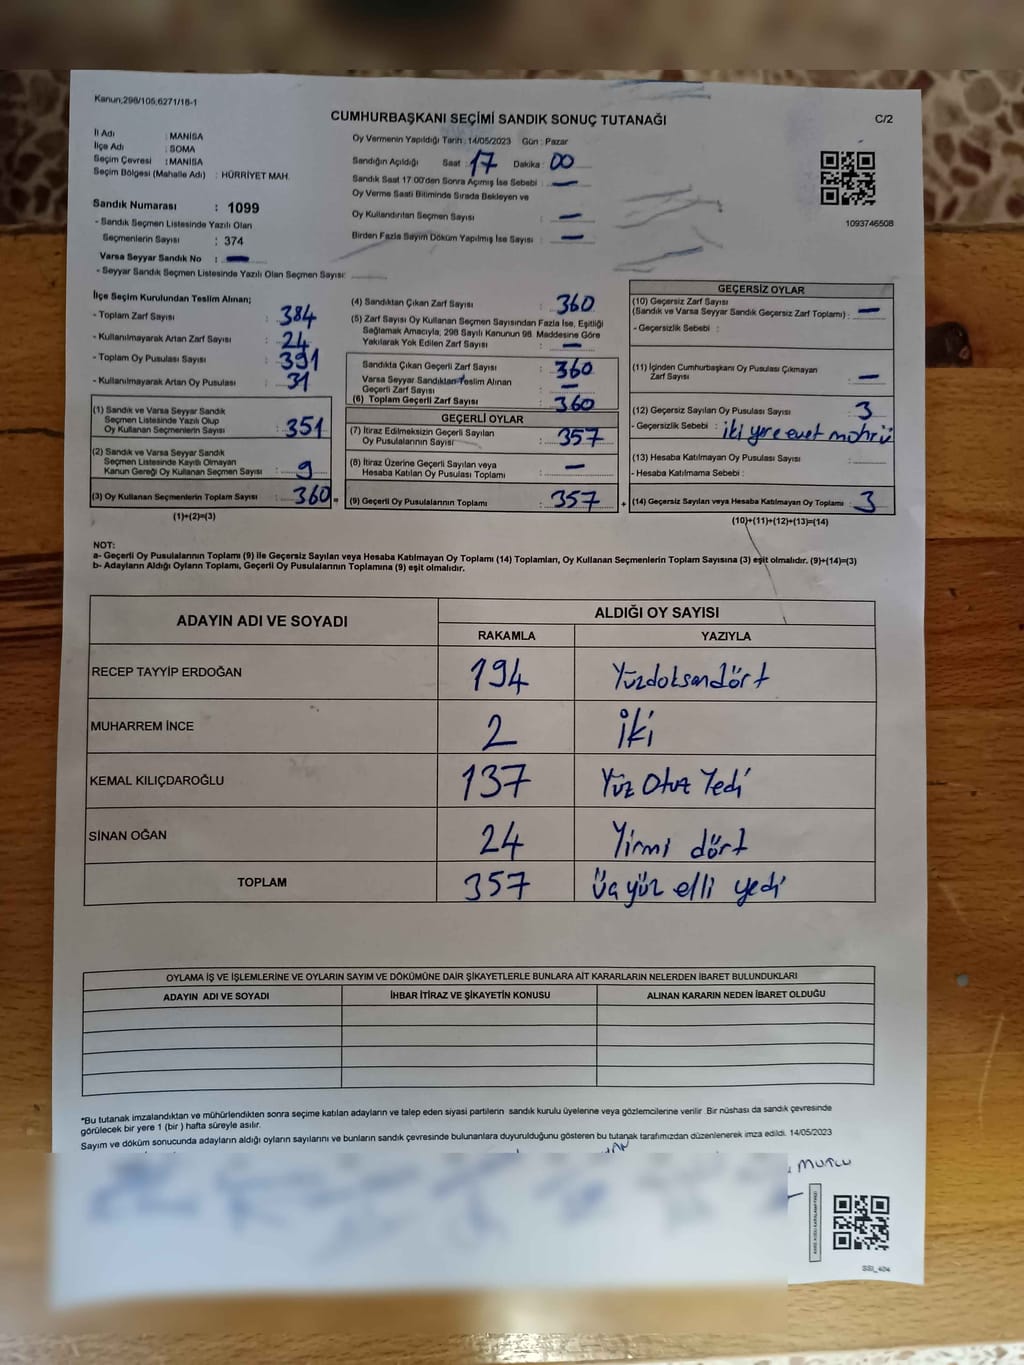 Kanun,298/105,6271/18-1
CUMHURBAŞKANI SEÇİMİ SANDIK SONUÇ TUTANAĞI
C/2
İl Adı : MANİSA
İlçe Adı : SOMA
Seçim Çevresi : MANİSA
Seçim Bölgesi (Mahalle Adı) : HÜRRİYET MAH.
Sandık Numarası : 1099
- Sandık Seçmen Listesinde Yazılı Olan
Seçmenlerin Sayısı : 374
Varsa Seyyar Sandık No : —
- Seyyar Sandık Seçmen Listesinde Yazılı Olan Seçmen Sayısı:
Oy Vermenin Yapıldığı Tarih : 14/05/2023 Gün : Pazar
Sandığın Açıldığı Saat : 17 Dakika : 00
Sandık Saat 17:00'den Sonra Açımış İse Sebebi : —
Oy Verme Saati Bitiminde Sırada Bekleyen ve
Oy Kullandırılan Seçmen Sayısı : —
Birden Fazla Sayım Döküm Yapılmış İse Sayısı : —
1093746508
İlçe Seçim Kurulundan Teslim Alınan;
- Toplam Zarf Sayısı : 384
- Kullanılmayarak Artan Zarf Sayısı : 24
- Toplam Oy Pusulası Sayısı : 391
- Kullanılmayarak Artan Oy Pusulası : 31
(1) Sandık ve Varsa Seyyar Sandık
Seçmen Listesinde Yazılı Olup
Oy Kullanan Seçmenlerin Sayısı : 351
(2) Sandık ve Varsa Seyyar Sandık
Seçmen Listesinde Kayıtlı Olmayan
Kanun Gereği Oy Kullanan Seçmen Sayısı : 9
(3) Oy Kullanan Seçmenlerin Toplam Sayısı : 360 =
(1)+(2)=(3)
(4) Sandıktan Çıkan Zarf Sayısı : 360
(5) Zarf Sayısı Oy Kullanan Seçmen Sayısından Fazla İse, Eşitliği
Sağlamak Amacıyla, 298 Sayılı Kanunun 98. Maddesine Göre
Yakılarak Yok Edilen Zarf Sayısı : —
Sandıkta Çıkan Geçerli Zarf Sayısı : 360
Varsa Seyyar Sandıktan Teslim Alınan
Geçerli Zarf Sayısı : —
(6) Toplam Geçerli Zarf Sayısı : 360
GEÇERLİ OYLAR
(7) İtiraz Edilmeksizin Geçerli Sayılan
Oy Pusulalarının Sayısı : 357
(8) İtiraz Üzerine Geçerli Sayılan veya
Hesaba Katılan Oy Pusulası Toplamı : —
(9) Geçerli Oy Pusulalarının Toplamı : 357 +
GEÇERSİZ OYLAR
(10) Geçersiz Zarf Sayısı
(Sandık ve Varsa Seyyar Sandık Geçersiz Zarf Toplamı) : —
- Geçersizlik Sebebi :
(11) İçinden Cumhurbaşkanı Oy Pusulası Çıkmayan
Zarf Sayısı : —
(12) Geçersiz Sayılan Oy Pusulası Sayısı : 3
- Geçersizlik Sebebi : iki yere evet mührü
(13) Hesaba Katılmayan Oy Pusulası Sayısı :
- Hesaba Katılmama Sebebi :
(14) Geçersiz Sayılan veya Hesaba Katılmayan Oy Toplamı : 3
(10)+(11)+(12)+(13)=(14)
NOT:
a- Geçerli Oy Pusulalarının Toplamı (9) ile Geçersiz Sayılan veya Hesaba Katılmayan Oy Toplamı (14) Toplamları, Oy Kullanan Seçmenlerin Toplam Sayısına (3) eşit olmalıdır. (9)+(14)=(3)
b- Adayların Aldığı Oyların Toplamı, Geçerli Oy Pusulalarının Toplamına (9) eşit olmalıdır.
ADAYIN ADI VE SOYADI
ALDIĞI OY SAYISI
RAKAMLA YAZIYLA
RECEP TAYYİP ERDOĞAN 194 Yüzdoksandört
MUHARREM İNCE 2 İki
KEMAL KILIÇDAROĞLU 137 Yüz Otuz Yedi
SİNAN OĞAN 24 Yirmi dört
TOPLAM 357 Üç yüz elli yedi
OYLAMA İŞ VE İŞLEMLERİNE VE OYLARIN SAYIM VE DÖKÜMÜNE DAİR ŞİKAYETLERLE BUNLARA AİT KARARLARIN NELERDEN İBARET BULUNDUKLARI
ADAYIN ADI VE SOYADI İHBAR İTİRAZ VE ŞİKAYETİN KONUSU ALINAN KARARIN NEDEN İBARET OLDUĞU
*Bu tutanak imzalandıktan ve mühürlendikten sonra seçime katılan adayların ve talep eden siyasi partilerin sandık kurulu üyelerine veya gözlemcilerine verilir. Bir nüshası da sandık çevresinde
görülecek bir yere 1 (bir ) hafta süreyle asılır.
Sayım ve döküm sonucunda adayların aldığı oyların sayılarını ve bunların sandık çevresinde bulunanlara duyurulduğunu gösteren bu tutanak tarafımızdan düzenlenerek imza edildi. 14/05/2023
MUTLU